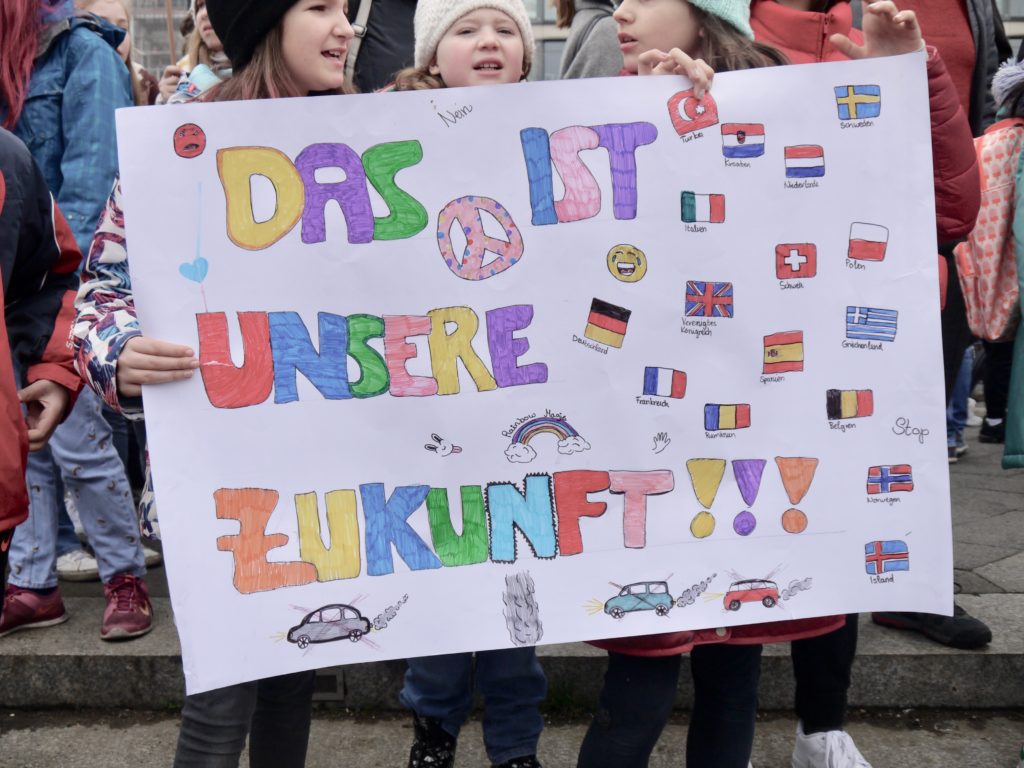 Nein
DAS IST
UNSERE
Rainbow Magic
ZUKUNFT!!!
Türkei
Kroatien
Schweden
Niederlande
Italien
Schweiz
Polen
Vereinigtes
Königreich
Deutschland
Griechenland
Spanien
Frankreich
Rumänien
Belgien
Stop
Norwegen
Island